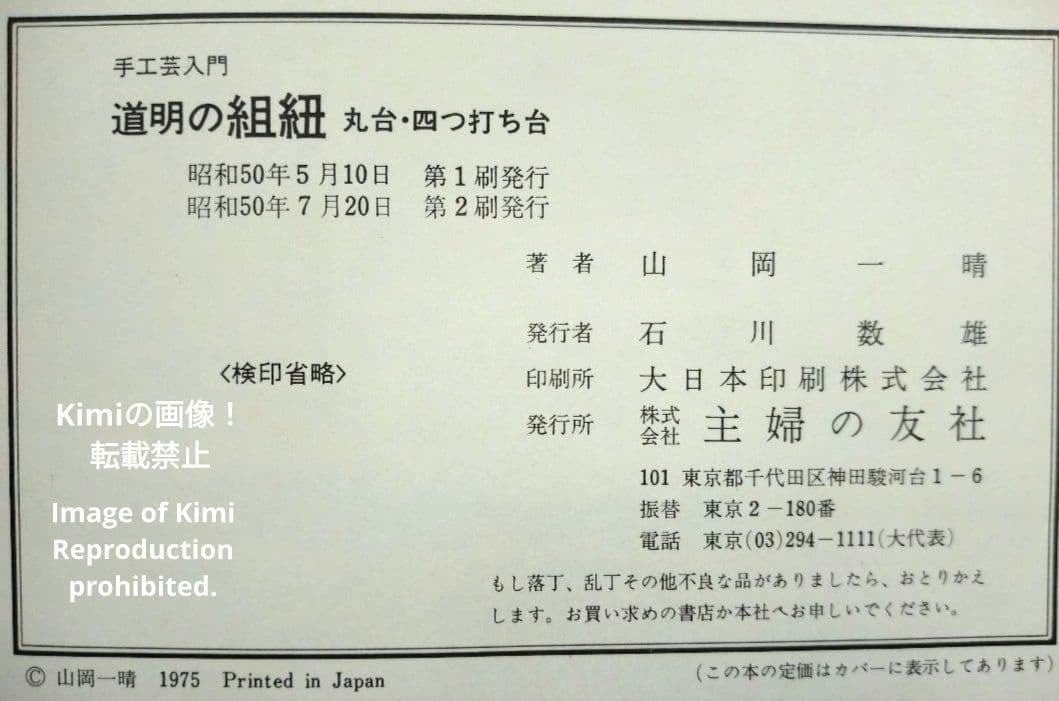 手工芸入門
道明の組紐 丸台・四つ打ち台
昭和50年5月10日 第1刷発行
昭和50年7月20日 第2刷発行
著者 山岡一晴
発行者 石川数雄
<検印省略>
印刷所 大日本印刷株式会社
発行所 株式会社 主婦の友社
101 東京都千代田区神田駿河台1-6
振替 東京2-180番
電話 東京(03)294-1111(大代表)
もし落丁、乱丁その他不良な品がありましたら、おとりかえ
します。お買い求めの書店か本社へお申しいでください。
© 山岡一晴 1975 Printed in Japan
(この本の定価はカバーに表示してあります)
Kimiの画像！
転載禁止
Image of Kimi
Reproduction
prohibited.